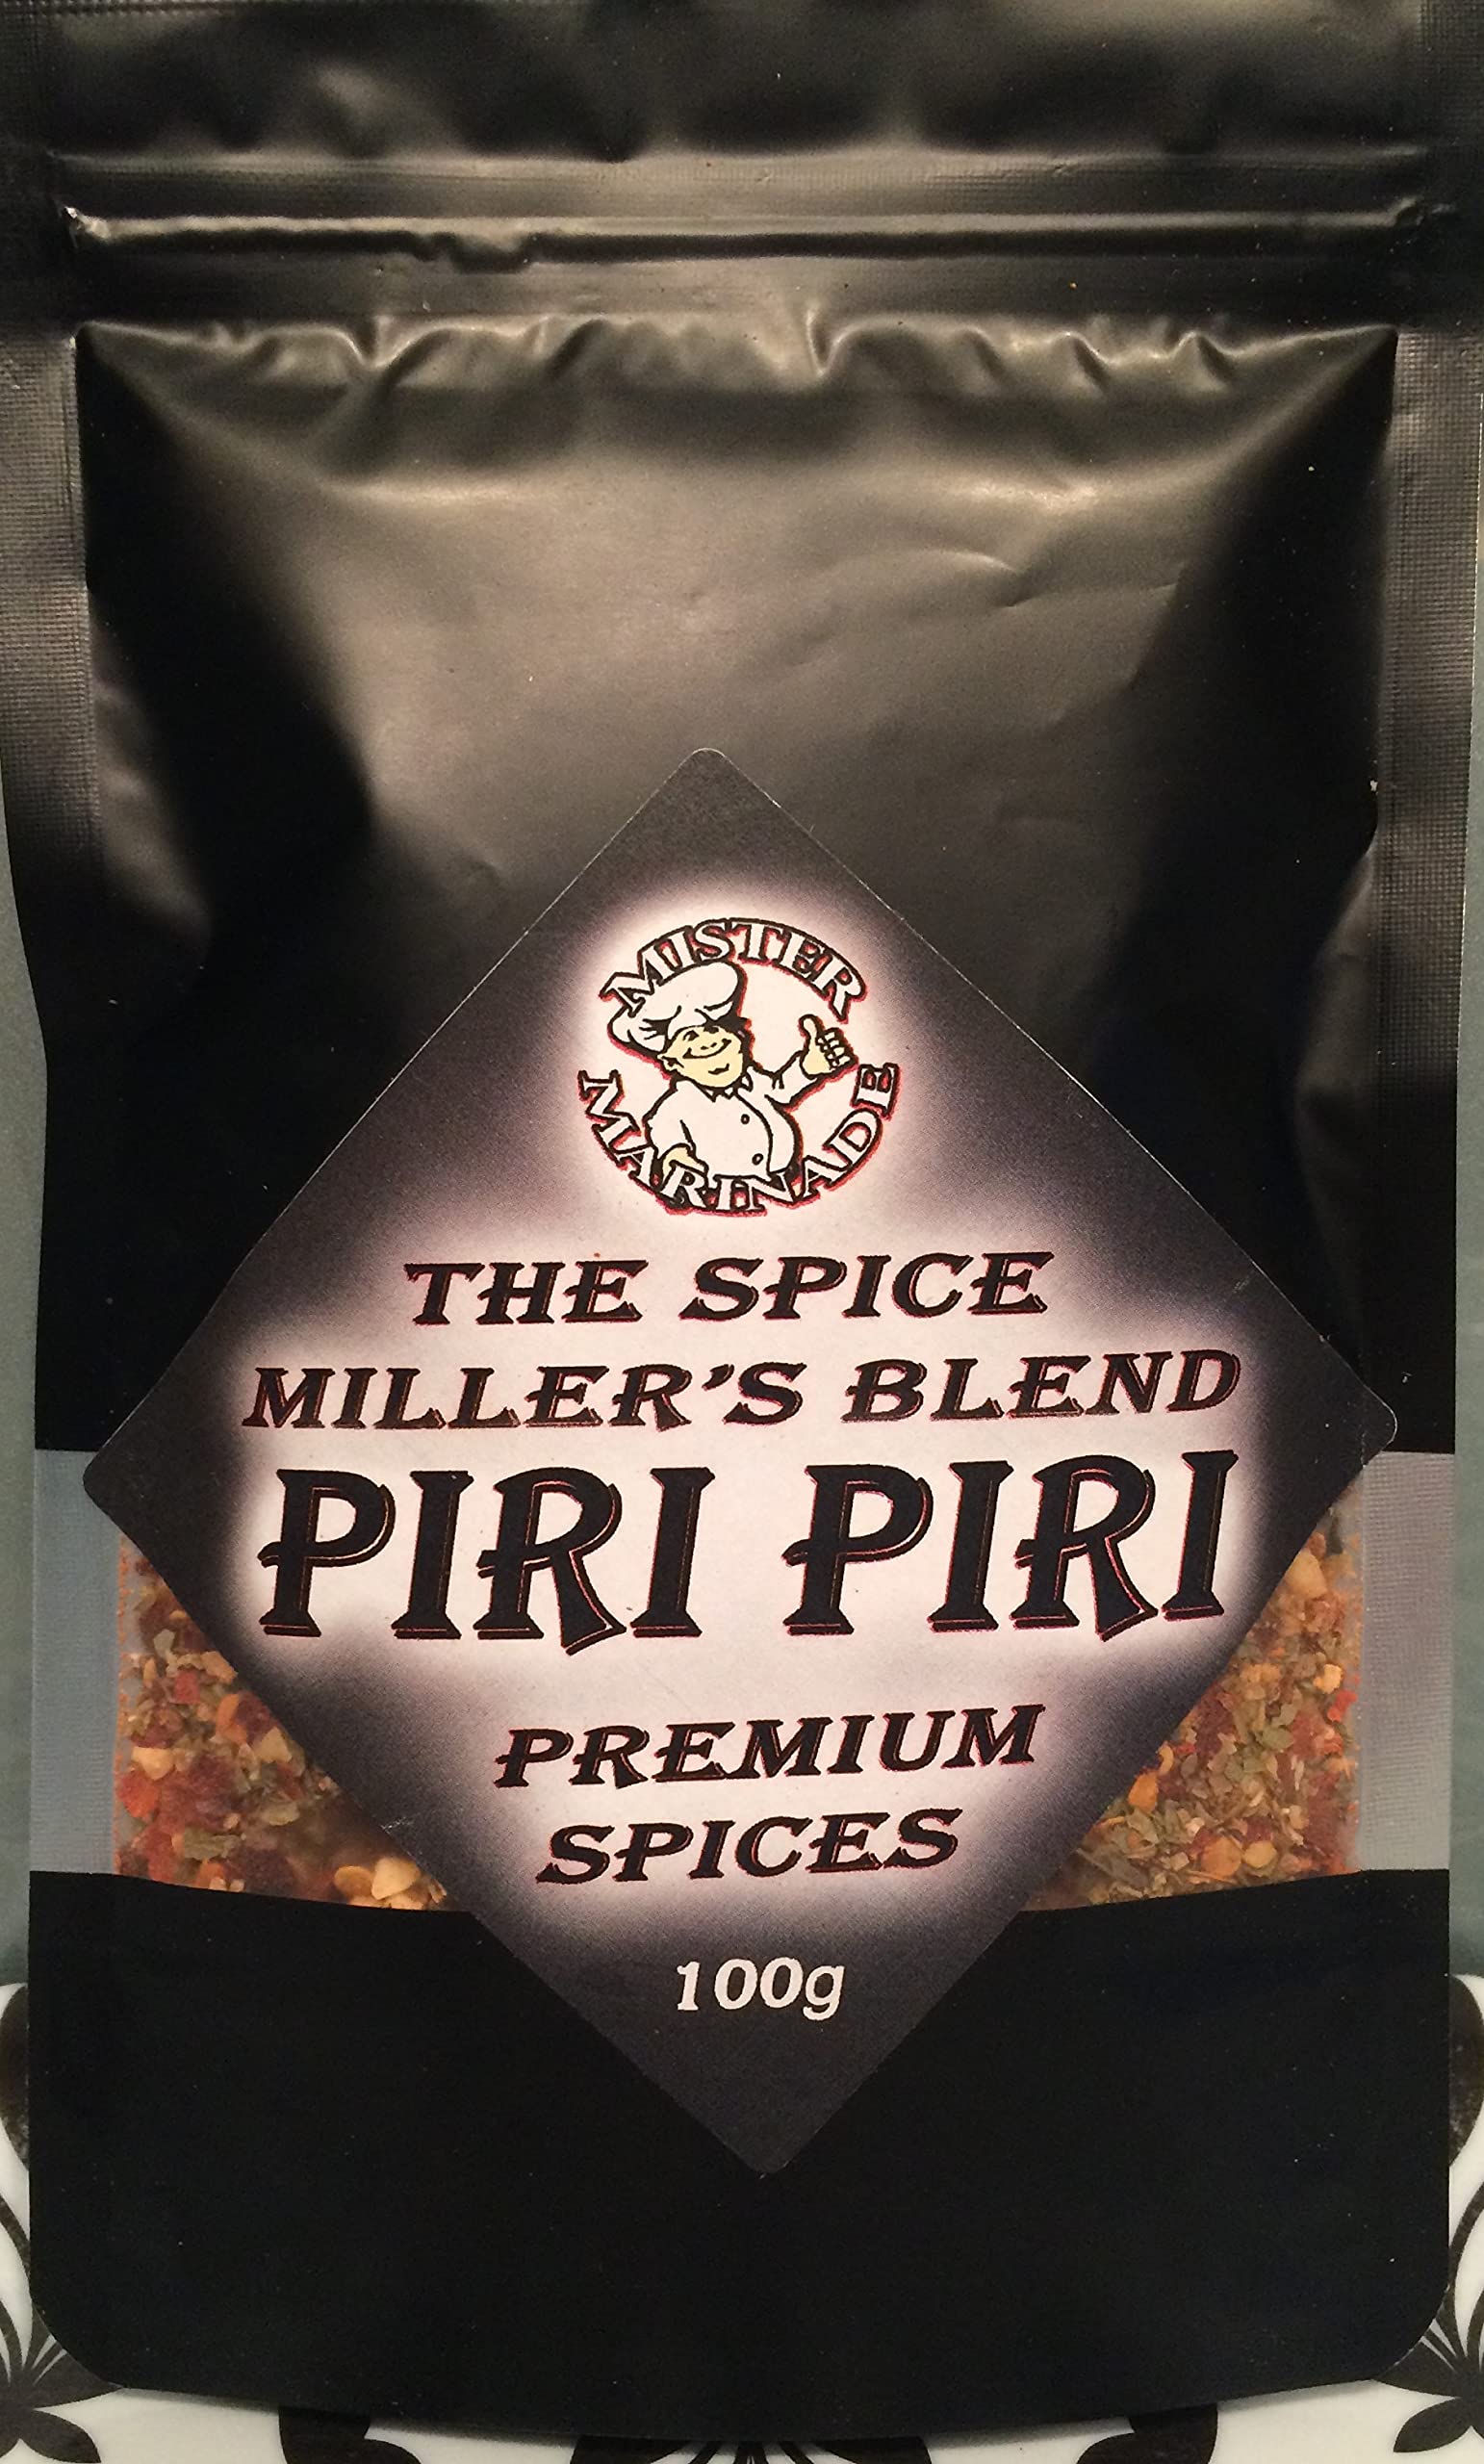 MISTER
MARINADE
THE SPICE
MILLER'S BLEND
PIRI PIRI
PREMIUM
SPICES
100g